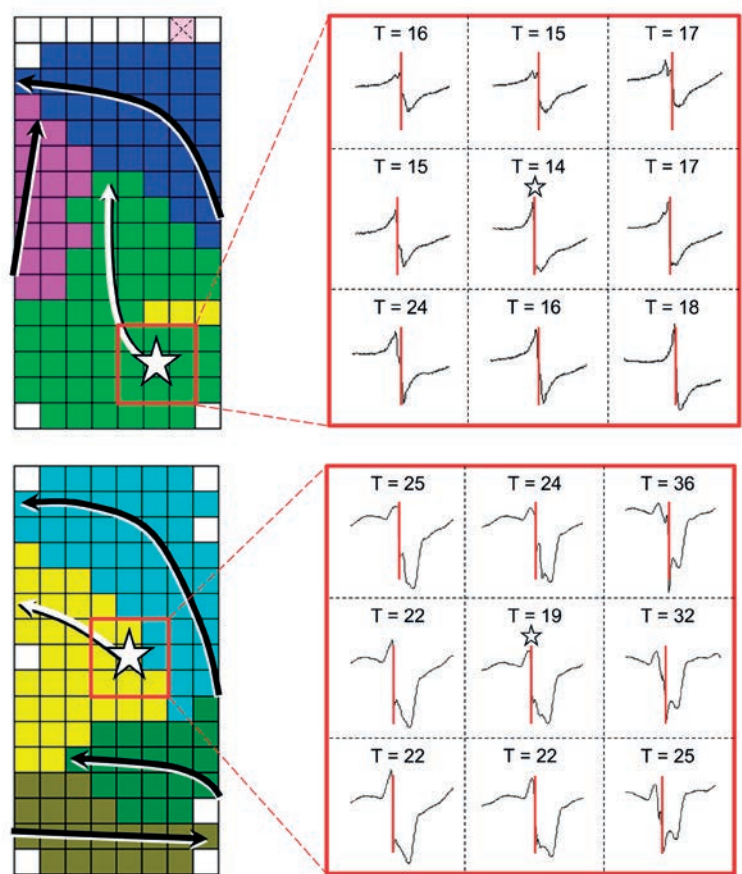 T = 16 T = 15 T = 17
T = 15 T = 14 T = 17
T = 24 T = 16 T = 18
T = 25 T = 24 T = 36
T = 22 T = 19 T = 32
T = 22 T = 22 T = 25